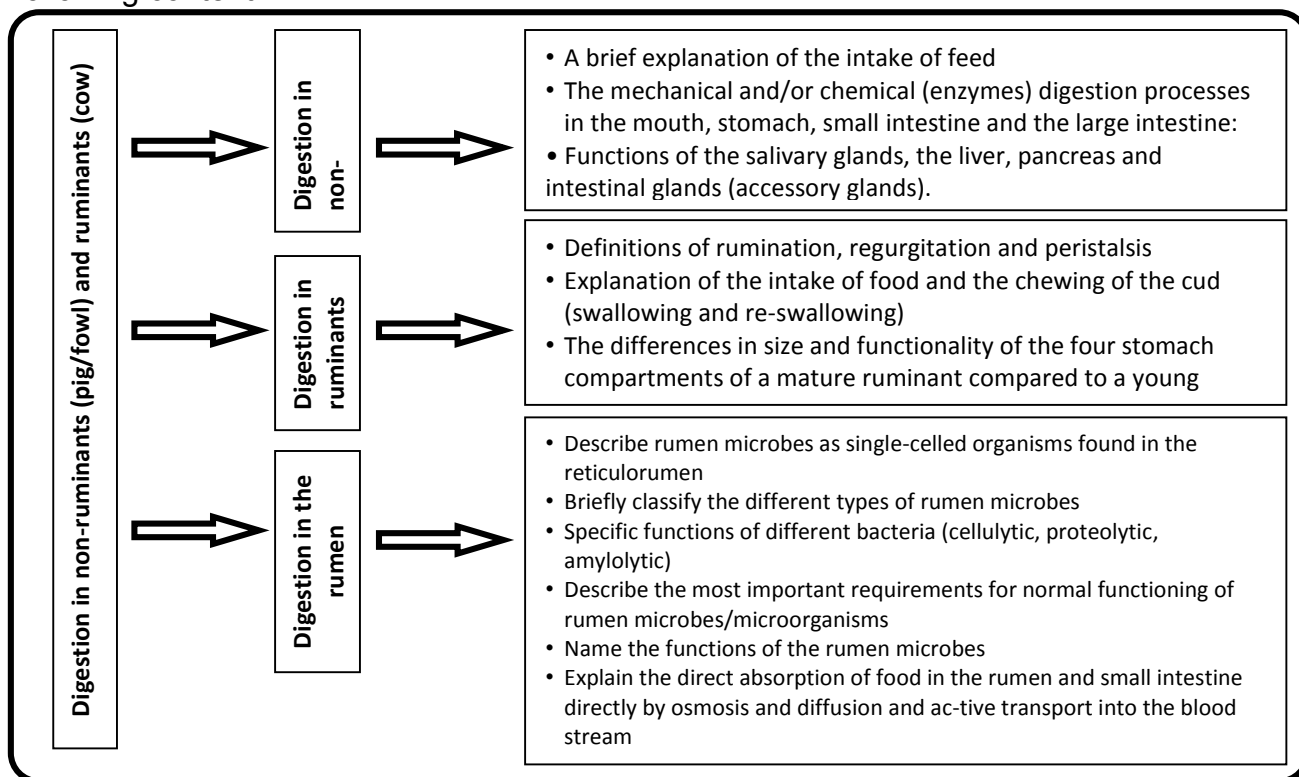 Digestion in non-ruminants (pig/fowl) and ruminants (cow)
Digestion in
non-
• A brief explanation of the intake of feed
• The mechanical and/or chemical (enzymes) digestion processes
in the mouth, stomach, small intestine and the large intestine:
• Functions of the salivary glands, the liver, pancreas and
intestinal glands (accessory glands).
Digestion in
ruminants
• Definitions of rumination, regurgitation and peristalsis
• Explanation of the intake of food and the chewing of the cud
(swallowing and re-swallowing)
• The differences in size and functionality of the four stomach
compartments of a mature ruminant compared to a young
Digestion in the
rumen
• Describe rumen microbes as single-celled organisms found in the
reticulorumen
• Briefly classify the different types of rumen microbes
• Specific functions of different bacteria (cellulytic, proteolytic,
amylolytic)
• Describe the most important requirements for normal functioning of
rumen microbes/microorganisms
• Name the functions of the rumen microbes
• Explain the direct absorption of food in the rumen and small intestine
directly by osmosis and diffusion and ac-tive transport into the blood
stream